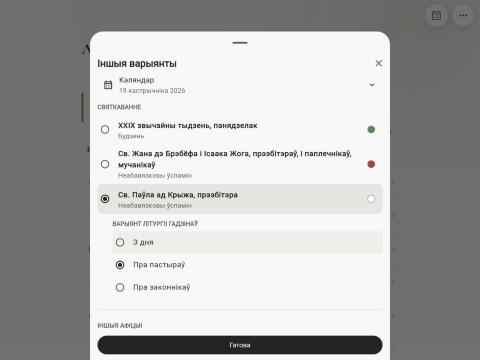 Іншыя варыянты
Каляндар
19 кастрычніка 2026
СВЯТКАВАННЕ
XXIX звычайны тыдзень, панядзелак
Будзень
Св. Жана дэ Брэбёфа і Ісаака Жога, прэзбітэраў, і паплечнікаў,
мучанікаў
Неабавязковы ўспамін
Св. Паўла ад Крыжа, прэзбітэра
Неабавязковы ўспамін
ВАРЫЯНТ ЛІТУРГІІ ГАДЗІНАЎ
З дня
Пра пастыраў
Пра законнікаў
ІНШЫЯ АФІЦЫІ
Гатова